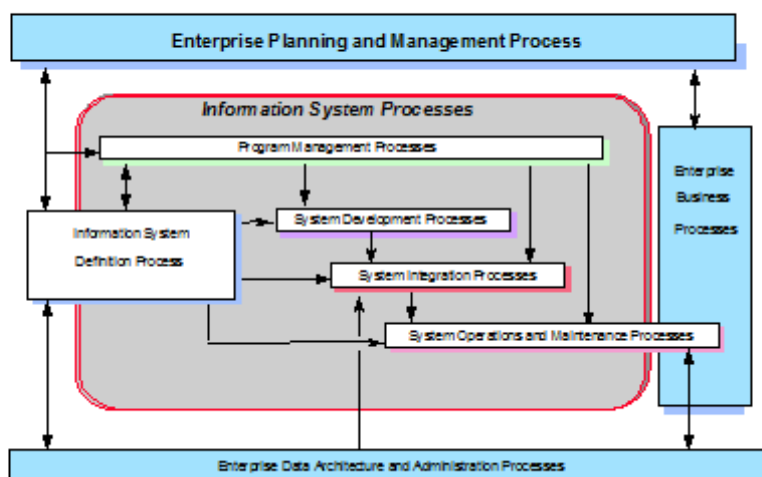 Enterprise Planning and Management Process
Information System Processes
Program Management Processes
Enterprise
Business
Processes
System Development Processes
Information System
Definition Process
System Integration Processes
System Operations and Maintenance Processes
Enterprise Data Architecture and Administration Processes